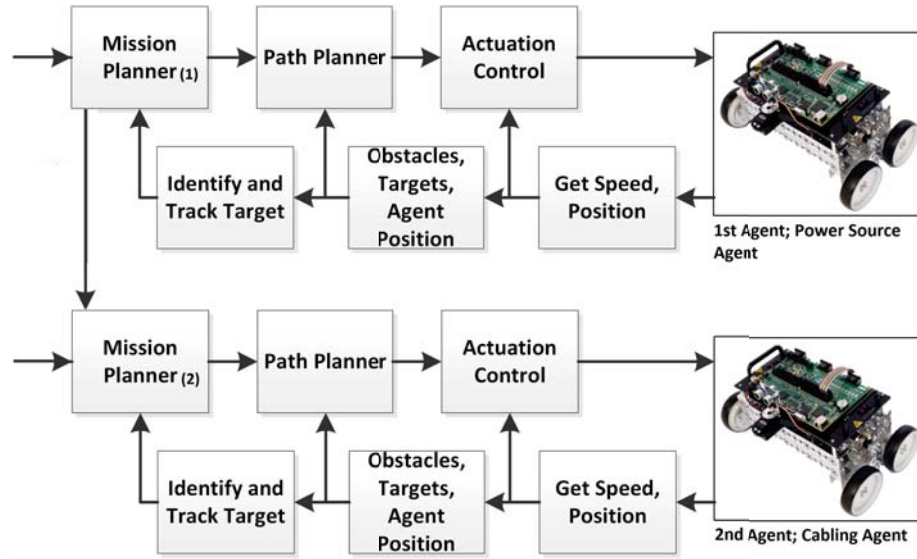 Mission
Planner (1)
Path Planner
Actuation
Control
Identify and
Track Target
Obstacles,
Targets,
Agent
Position
Get Speed,
Position
1st Agent; Power Source
Agent
Mission
Planner (2)
Path Planner
Actuation
Control
Identify and
Track Target
Obstacles,
Targets,
Agent
Position
Get Speed,
Position
2nd Agent; Cabling Agent